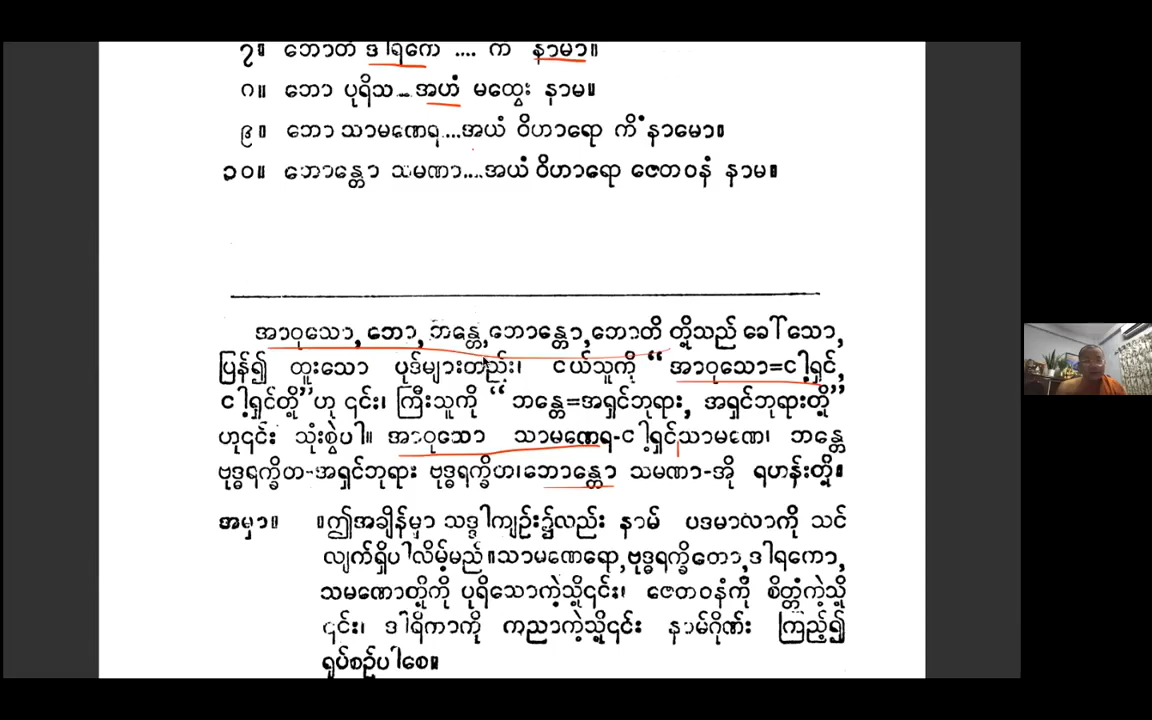 ၇။ ဘောတိ ဒါရိကေ .... ကာ နာမာ။
၈။ ဘော ပုရိသ...အဟံ မထွေး နာမ။
၉။ ဘော သာမဏေရ....အယံ ဝိဟာရော ကိံ နာမော။
၁၀။ ဘောန္တော သမဏာ....အယံ ဝိဟာရော ဇေတဝနံ နာမ။
အာဝုသော, ဘော, ဘန္တေ, ဘောန္တော, ဘောတိ တို့သည် ခေါ်သော,
ပြန်၍ ထူးသော ပုဒ်များတည်း၊ ငယ်သူကို “အာဝုသော=ငါ့ရှင်,
ငါ့ရှင်တို့”ဟု ၎င်း၊ ကြီးသူကို “ဘန္တေ=အရှင်ဘုရား, အရှင်ဘုရားတို့”
ဟု၎င်း သုံးစွဲပါ။ အာဝုသော သာမဏေရ-ငါ့ရှင်သာမဏေ၊ ဘန္တေ
ဗုဒ္ဓရက္ခိတ-အရှင်ဘုရား ဗုဒ္ဓရက္ခိတ၊ဘောန္တော သမဏာ-အို ရဟန်းတို့။
အမှာ။ ။ဤအချိန်မှာ သဒ္ဒါကျဉ်း၌လည်း နာမ် ပဒမာလာကို သင်
လျက်ရှိပါလိမ့်မည်။သာမဏေရော,ဗုဒ္ဓရက္ခိတော,ဒါရကော,
သမဏောတို့ကို ပုရိသောကဲ့သို့၎င်း၊ ဇေတဝနံကို စိတ္တံကဲ့သို့
၎င်း၊ ဒါရိကာကို ကညာကဲ့သို့၎င်း နာမ်ဂိုဏ်း ကြည့်၍
ရုပ်စဉ်ပါစေ။